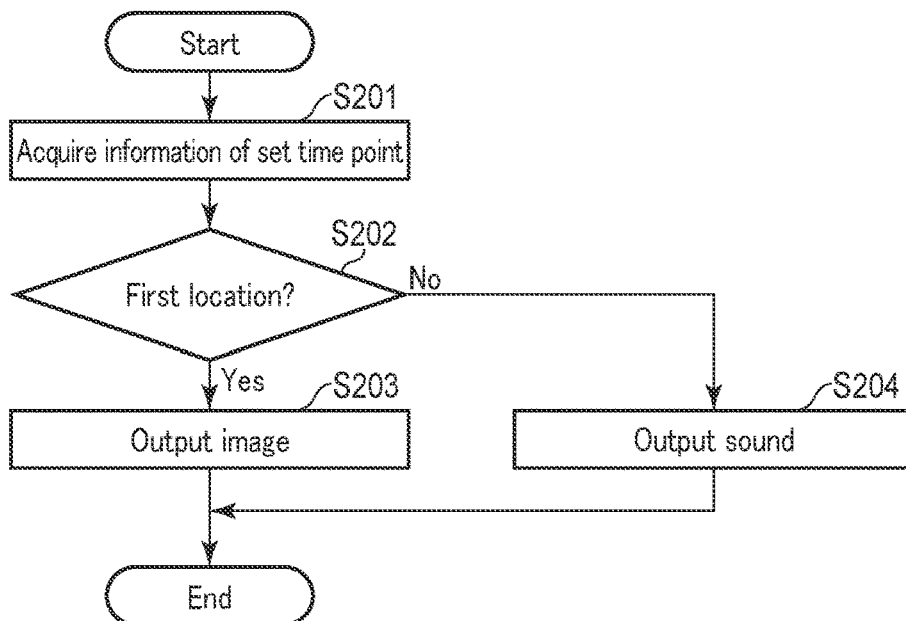 Start
S201
Acquire information of set time point
S202
First location?
No
Yes
S203
Output image
S204
Output sound
End